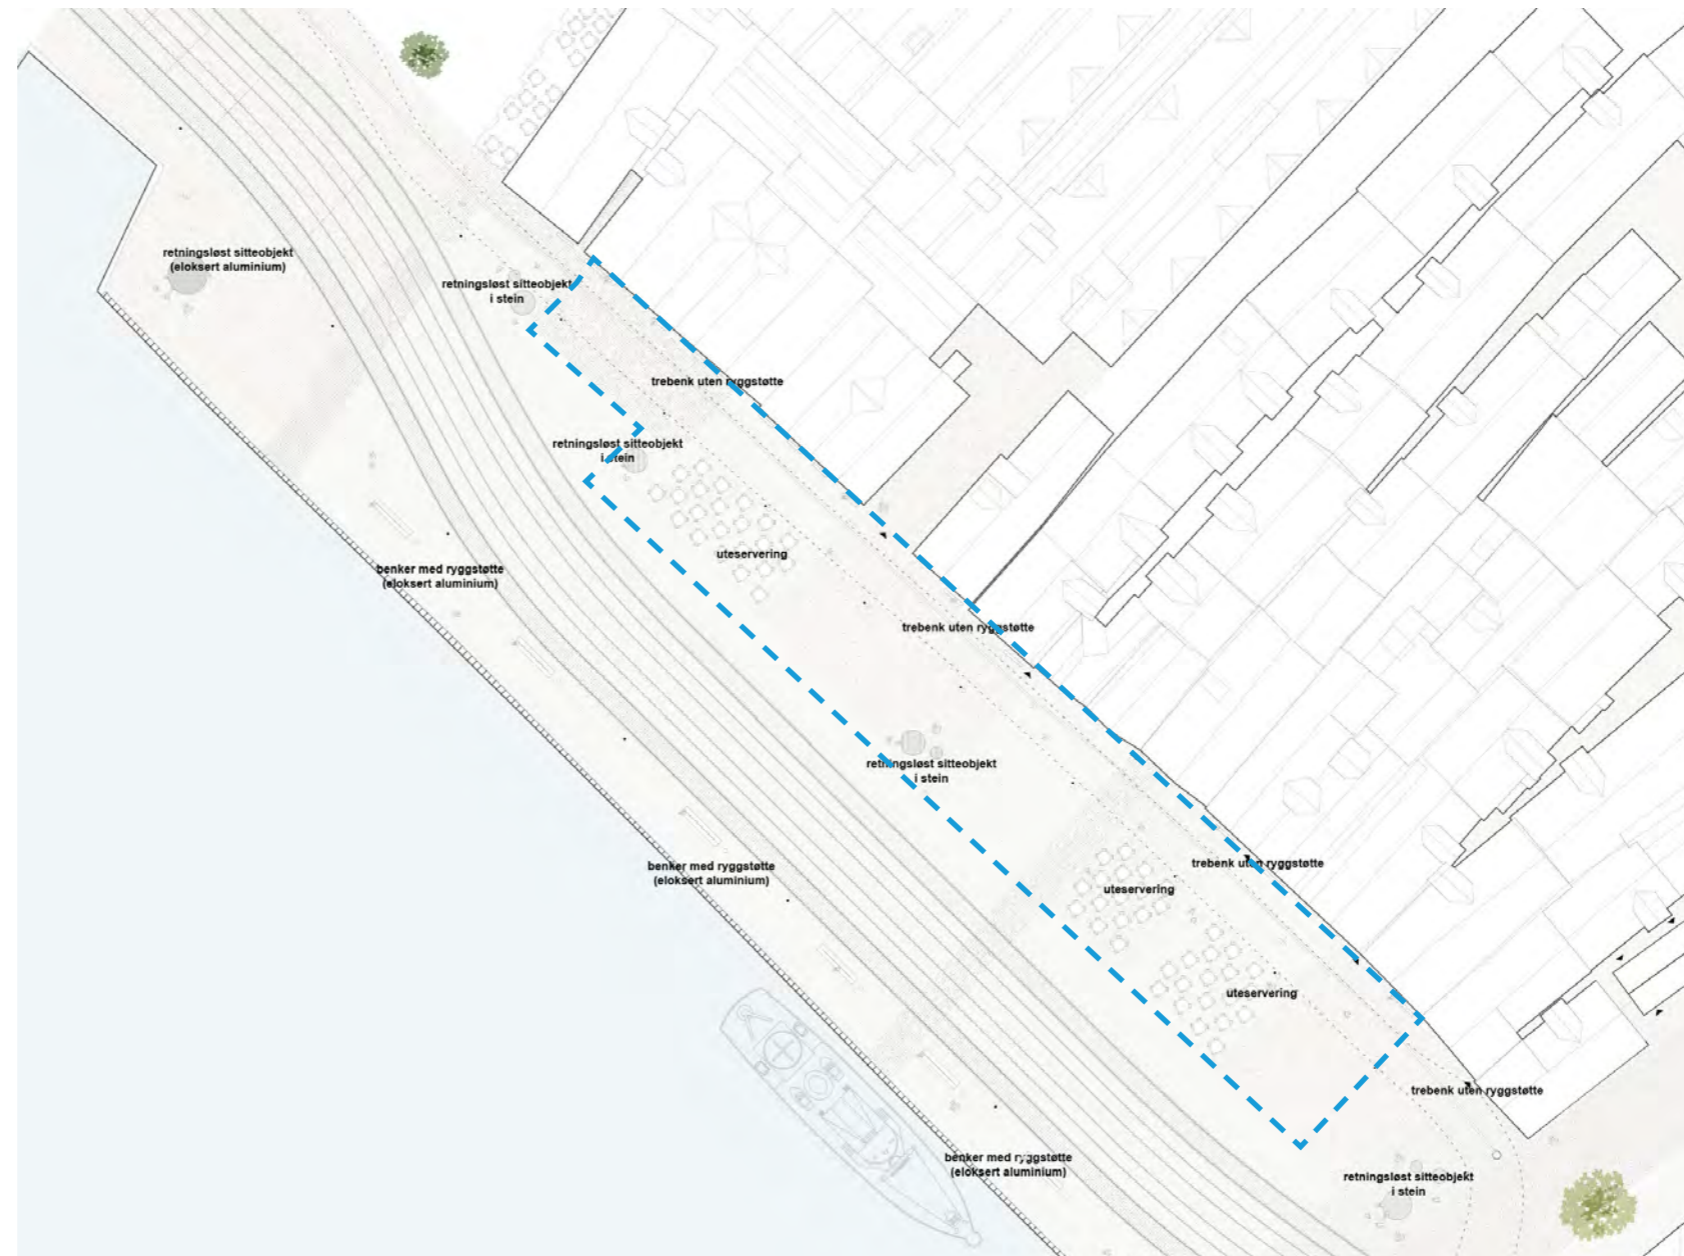 retningsløst sitteobjekt
(eloksert aluminium)
retningsløst sitteobjekt
i stein
trebenk uten ryggstøtte
retningsløst sitteobjekt
i stein
uteservering
benker med ryggstøtte
(eloksert aluminium)
trebenk uten ryggstøtte
retningsløst sitteobjekt
i stein
trebenk uten ryggstøtte
benker med ryggstøtte
(eloksert aluminium)
uteservering
uteservering
trebenk uten ryggstøtte
benker med ryggstøtte
(eloksert aluminium)
retningsløst sitteobjekt
i stein